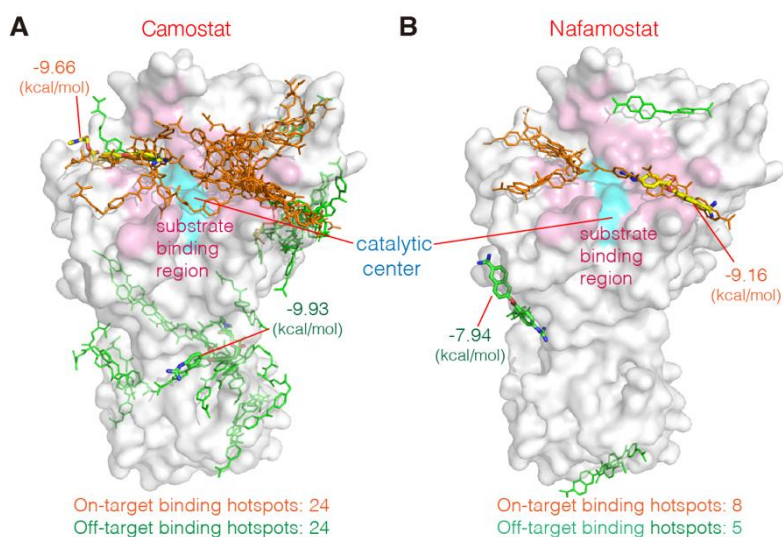 A
Camostat
-9.66
(kcal/mol)
substrate
binding
region
catalytic
center
-9.93
(kcal/mol)
On-target binding hotspots: 24
Off-target binding hotspots: 24
B
Nafamostat
substrate
binding
region
-9.16
(kcal/mol)
-7.94
(kcal/mol)
On-target binding hotspots: 8
Off-target binding hotspots: 5